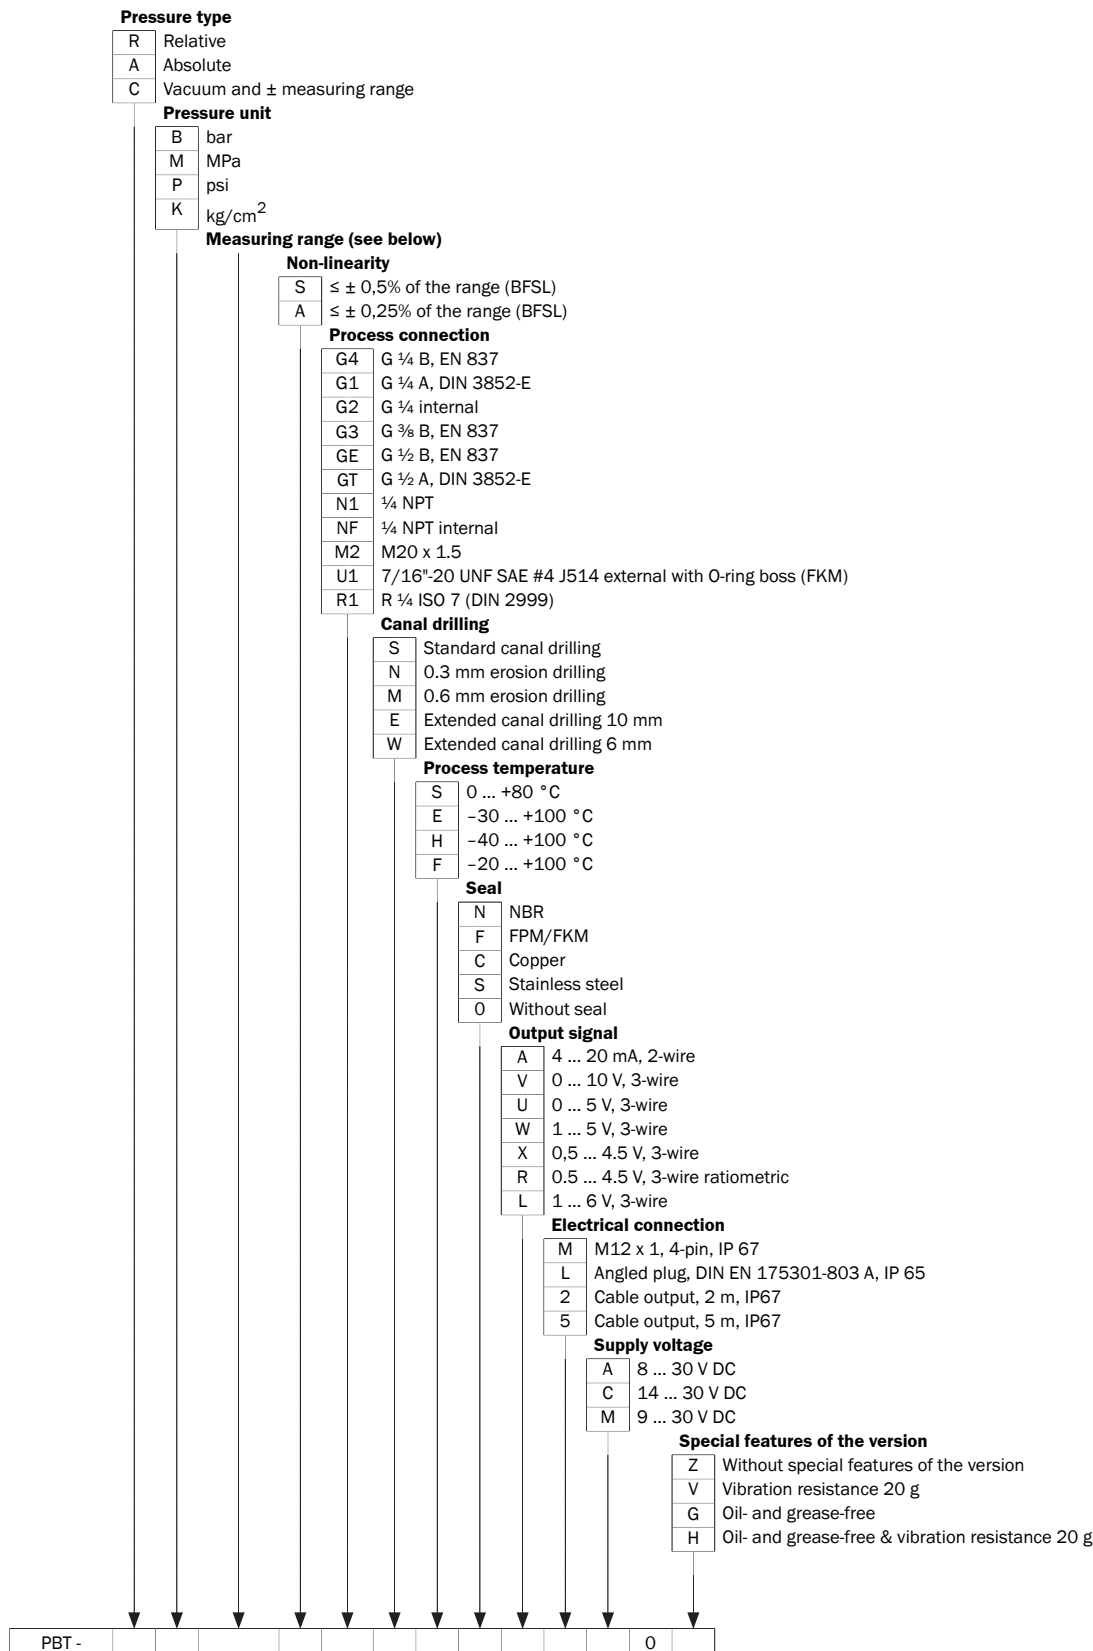 Pressure type
R Relative
A Absolute
C Vacuum and ± measuring range
Pressure unit
B bar
M MPa
P psi
K kg/cm²
Measuring range (see below)
Non-linearity
S ≤ ± 0,5% of the range (BFSL)
A ≤ ± 0,25% of the range (BFSL)
Process connection
G4 G ¼ B, EN 837
G1 G ¼ A, DIN 3852-E
G2 G ¼ internal
G3 G ⅜ B, EN 837
GE G ½ B, EN 837
GT G ½ A, DIN 3852-E
N1 ¼ NPT
NF ¼ NPT internal
M2 M20 x 1.5
U1 7/16"-20 UNF SAE #4 J514 external with O-ring boss (FKM)
R1 R ¼ ISO 7 (DIN 2999)
Canal drilling
S Standard canal drilling
N 0.3 mm erosion drilling
M 0.6 mm erosion drilling
E Extended canal drilling 10 mm
W Extended canal drilling 6 mm
Process temperature
S 0 ... +80 °C
E –30 ... +100 °C
H –40 ... +100 °C
F –20 ... +100 °C
Seal
N NBR
F FPM/FKM
C Copper
S Stainless steel
0 Without seal
Output signal
A 4 ... 20 mA, 2-wire
V 0 ... 10 V, 3-wire
U 0 ... 5 V, 3-wire
W 1 ... 5 V, 3-wire
X 0,5 ... 4.5 V, 3-wire
R 0.5 ... 4.5 V, 3-wire ratiometric
L 1 ... 6 V, 3-wire
Electrical connection
M M12 x 1, 4-pin, IP 67
L Angled plug, DIN EN 175301-803 A, IP 65
2 Cable output, 2 m, IP67
5 Cable output, 5 m, IP67
Supply voltage
A 8 ... 30 V DC
C 14 ... 30 V DC
M 9 ... 30 V DC
Special features of the version
Z Without special features of the version
V Vibration resistance 20 g
G Oil- and grease-free
H Oil- and grease-free & vibration resistance 20 g
PBT - 0